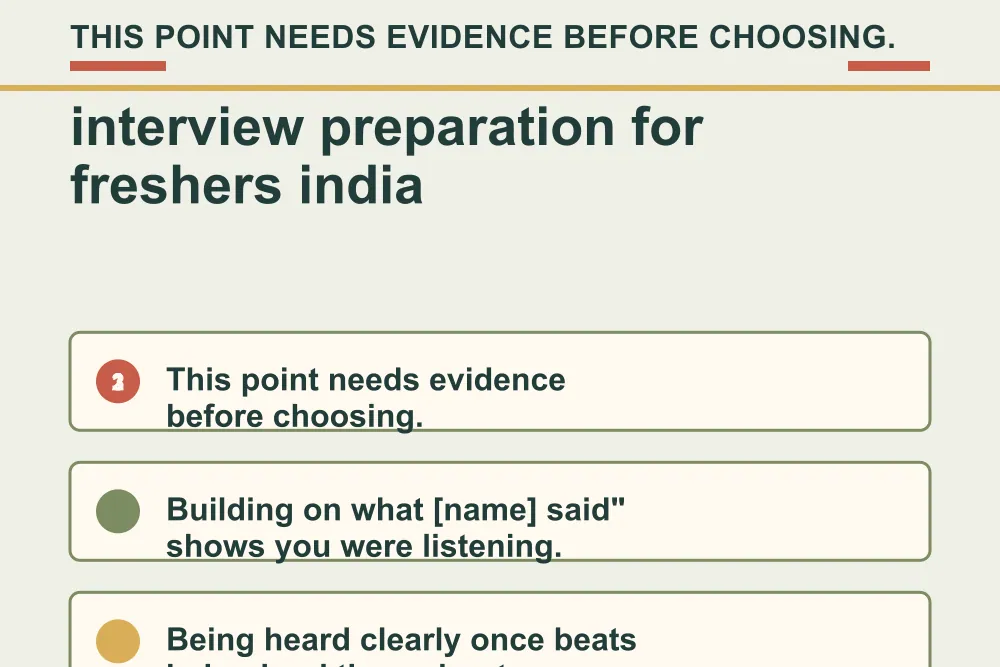 THIS POINT NEEDS EVIDENCE BEFORE CHOOSING.
interview preparation for
freshers india
This point needs evidence
before choosing.
Building on what [name] said"
shows you were listening.
Being heard clearly once beats